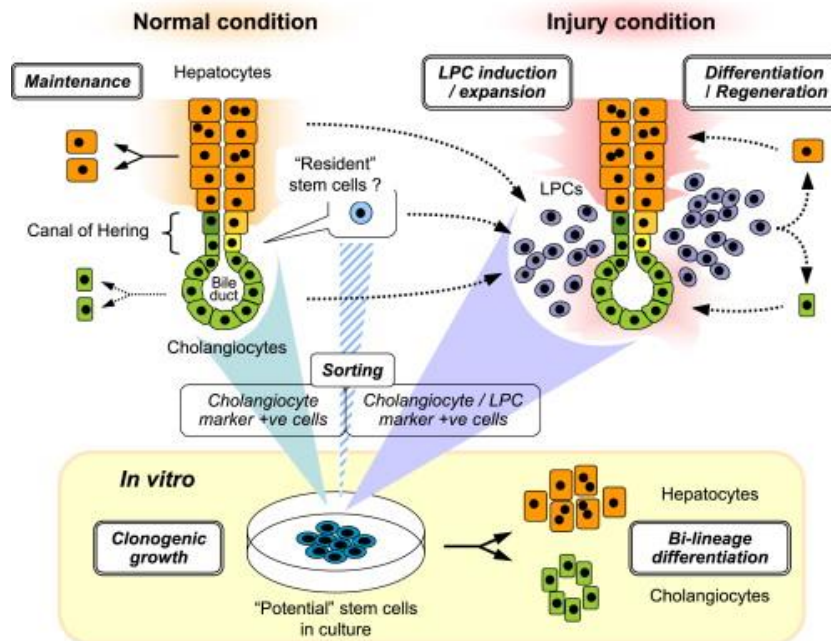 Normal condition
Injury condition
Maintenance
Hepatocytes
LPC induction
/ expansion
Differentiation
/ Regeneration
"Resident"
stem cells ?
LPCs
Canal of Hering
Bile
duct
Cholangiocytes
Sorting
Cholangiocyte
marker +ve cells
Cholangiocyte / LPC
marker +ve cells
In vitro
Clonogenic
growth
Hepatocytes
Bi-lineage
differentiation
Cholangiocytes
"Potential" stem cells
in culture